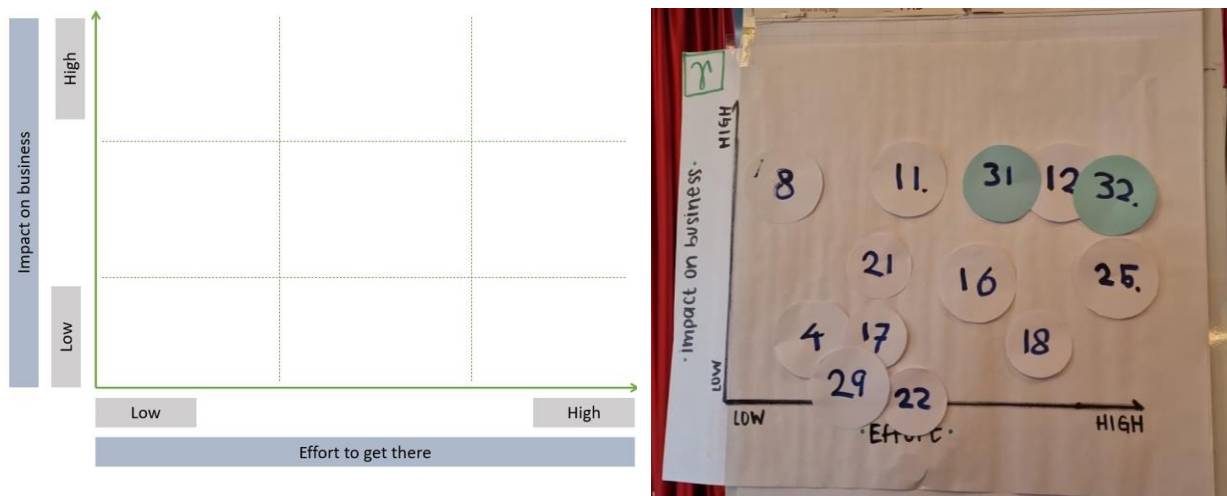 Impact on business
High
Low
Low
High
Effort to get there
HIGH
· Impact on business ·
LOW
8
11.
31
12
32.
21
16
25.
4
17
18
29
22
LOW
HIGH
· Effort ·